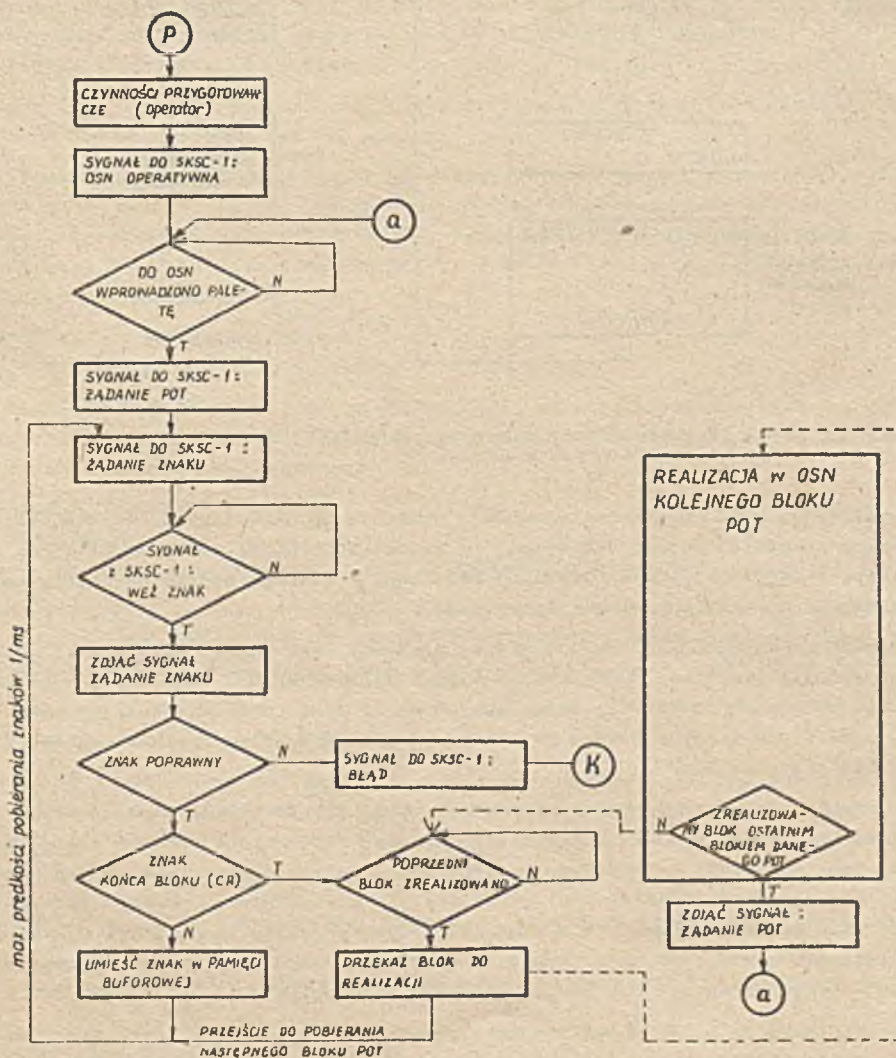 P
CZYNNOŚCI PRZYGOTOWAW
CZE (operator)
SYGNAŁ DO SKSC-1:
OSN OPERATYWNA
a
DO OSN
WPROWADZONO PALE-
TĘ
N
T
SYGNAŁ DO SKSC-1:
ŻĄDANIE POT
SYGNAŁ DO SKSC-1:
ŻĄDANIE ZNAKU
SYGNAŁ
z SKSC-1:
WEŹ ZNAK
N
T
ZDJĄĆ SYGNAŁ
ŻĄDANIE ZNAKU
ZNAK POPRAWNY
N
SYGNAŁ DO SKSC-1:
BŁĄD
K
T
ZNAK
KOŃCA BLOKU (CR)
T
POPRZEDNI
BLOK ZREALIZOWANO
N
N
T
UMIEŚĆ ZNAK W PAMIĘCI
BUFOROWEJ
PRZEKAŻ BLOK DO
REALIZACJI
PRZEJŚCIE DO POBIERANIA
NASTĘPNEGO BLOKU POT
max. prędkości pobierania znaków 1/ms
REALIZACJA W OSN
KOLEJNEGO BLOKU
POT
N
ZREALIZOWA-
NY BLOK OSTATNIM
BLOKIEM DANE-
GO POT
T
ZDJĄĆ SYGNAŁ:
ŻĄDANIE POT
a